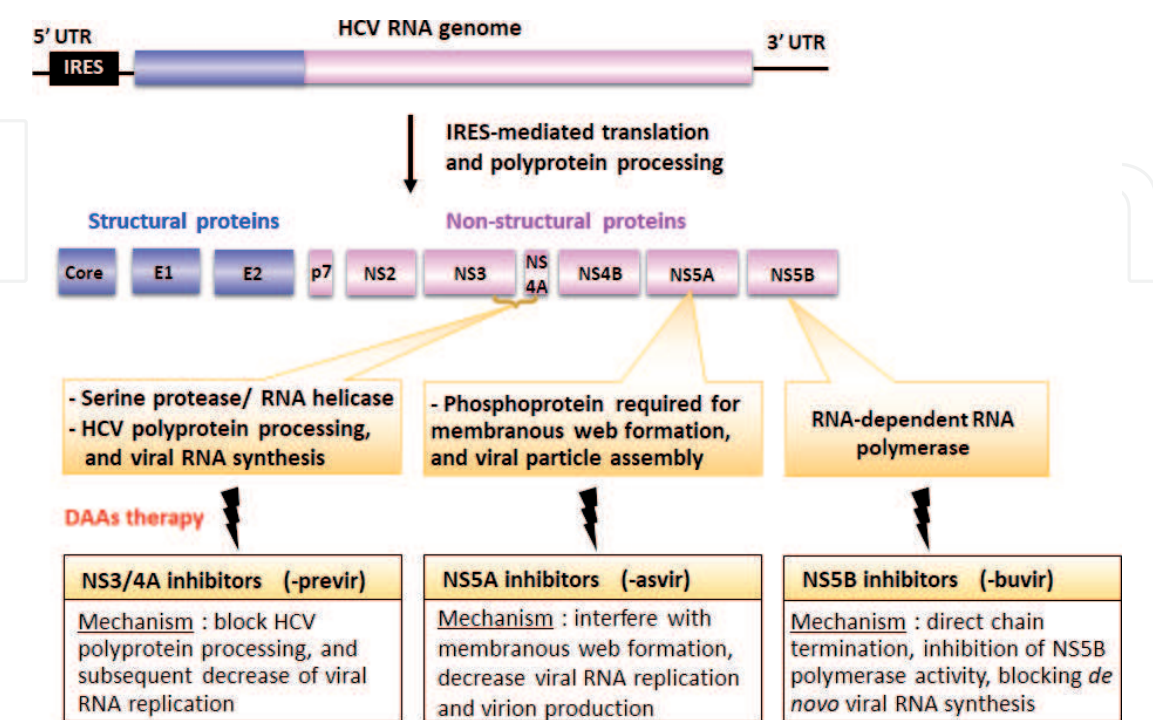 HCV RNA genome
5' UTR
3' UTR
IRES
IRES-mediated translation
and polyprotein processing
Structural proteins
Non-structural proteins
Core
E1
E2
p7
NS2
NS3
NS
4A
NS4B
NS5A
NS5B
- Serine protease/ RNA helicase
- HCV polyprotein processing,
and viral RNA synthesis
- Phosphoprotein required for
membranous web formation,
and viral particle assembly
RNA-dependent RNA
polymerase
DAAs therapy
NS3/4A inhibitors (-previr)
Mechanism : block HCV
polyprotein processing, and
subsequent decrease of viral
RNA replication
NS5A inhibitors (-asvir)
Mechanism : interfere with
membranous web formation,
decrease viral RNA replication
and virion production
NS5B inhibitors (-buvir)
Mechanism : direct chain
termination, inhibition of NS5B
polymerase activity, blocking de
novo viral RNA synthesis